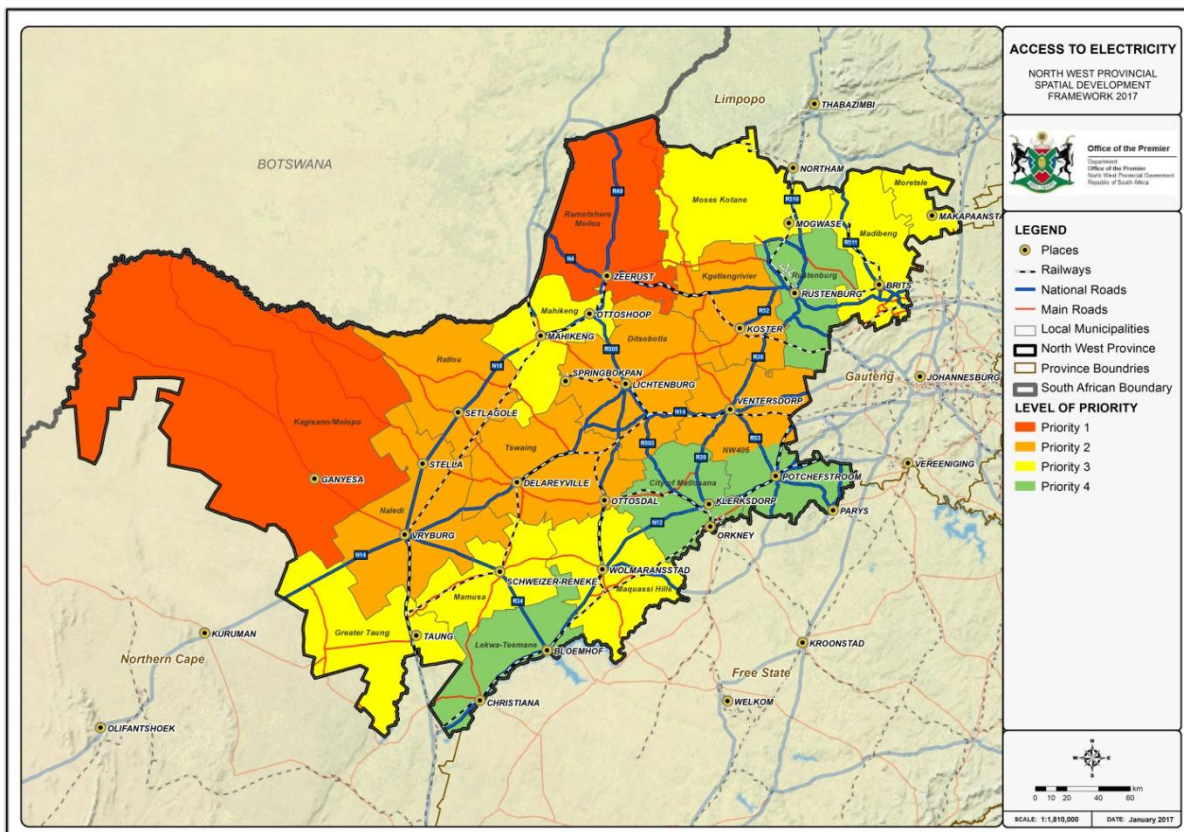 ACCESS TO ELECTRICITY
NORTH WEST PROVINCIAL
SPATIAL DEVELOPMENT
FRAMEWORK 2017
Office of the Premier
Department
Office of the Premier
North West Provincial Government
Republic of South Africa
LEGEND
Places
Railways
National Roads
Main Roads
Local Municipalities
North West Province
Province Boundries
South African Boundary
LEVEL OF PRIORITY
Priority 1
Priority 2
Priority 3
Priority 4
N
W E
S
km
0 10 20 40 60
SCALE: 1:1,810,000 DATE: January 2017
Limpopo
THABAZIMBI
BOTSWANA
NORTHAM
R49
Moretele
Moses Kotane
R510
Ramotshere
Moiloa
MAKAPAANSTA
MOGWASE
Madibeng
R511
N4
ZEERUST
Kgetlengrivier
Rustenburg
BRITS
RUSTENBURG
Mahikeng
OTTOSHOOP
R52
KOSTER
MAHIKENG
Ditsobotla
R505
Ratloa
N18
R30
SPRINGBOKPAN
LICHTENBURG
Gauteng
JOHANNESBURG
SETLAGOLE
N14
VENTERSDORP
Kagisano/Molopo
Tswaing
R503
R53
NW405
R30
STELLA
VEREENIGING
GANYESA
DELAREYVILLE
City of Matlosana
POTCHEFSTROOM
OTTOSDAL
KLERKSDORP
Naledi
PARYS
N12
ORKNEY
VRYBURG
N14
SCHWEIZER-RENEKE
WOLMARANSSTAD
Maquassi Hills
Mamusa
R34
Greater Taung
TAUNG
KURUMAN
Lekwa-Teemane
BLOEMHOF
KROONSTAD
Northern Cape
Free State
CHRISTIANA
WELKOM
OLIFANTSHOEK